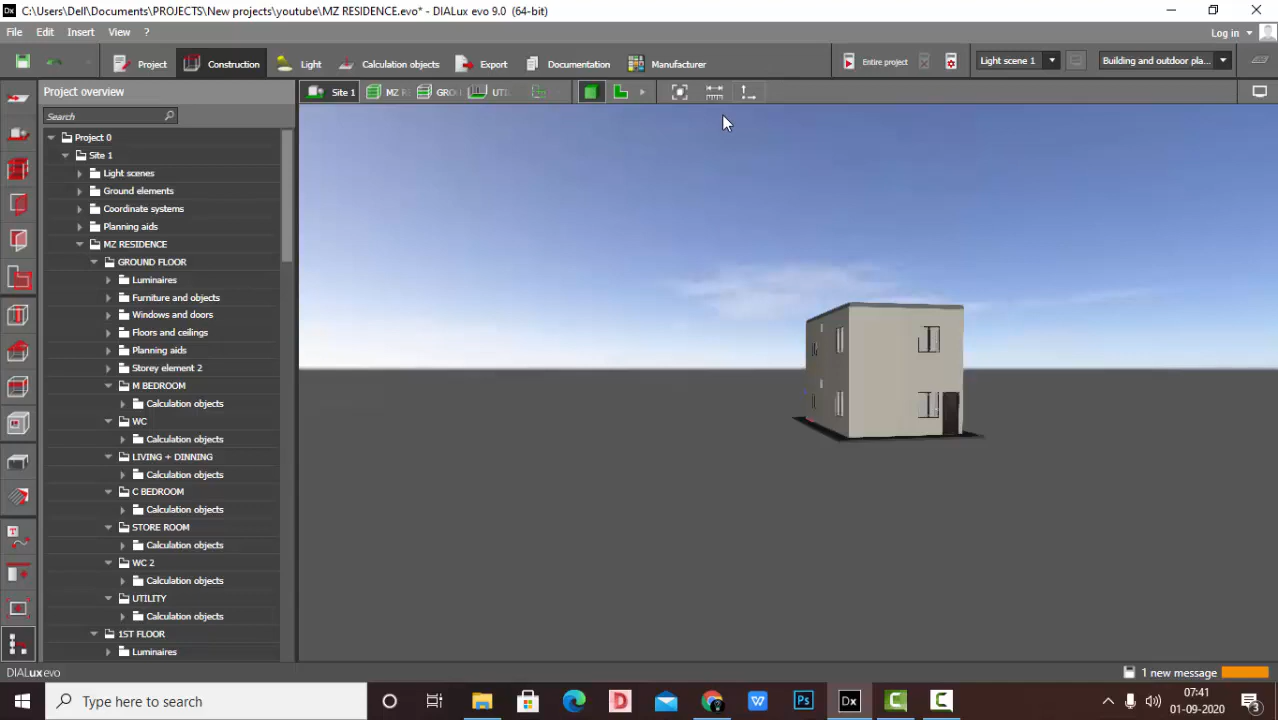 C:\Users\Dell\Documents\PROJECTS\New projects\youtube\MZ RESIDENCE.evo* - DIALux evo 9.0 (64-bit)
File Edit Insert View ?
Log in
Project Construction Light Calculation objects Export Documentation Manufacturer Entire project Light scene 1 Building and outdoor pla...
Project overview
Site 1 MZ RE GROU UTIL
Search
Project 0
Site 1
Light scenes
Ground elements
Coordinate systems
Planning aids
MZ RESIDENCE
GROUND FLOOR
Luminaires
Furniture and objects
Windows and doors
Floors and ceilings
Planning aids
Storey element 2
M BEDROOM
Calculation objects
WC
Calculation objects
LIVING + DINNING
Calculation objects
C BEDROOM
Calculation objects
STORE ROOM
Calculation objects
WC 2
Calculation objects
UTILITY
Calculation objects
1ST FLOOR
Luminaires
DIALux evo
1 new message
Type here to search
07:41
01-09-2020